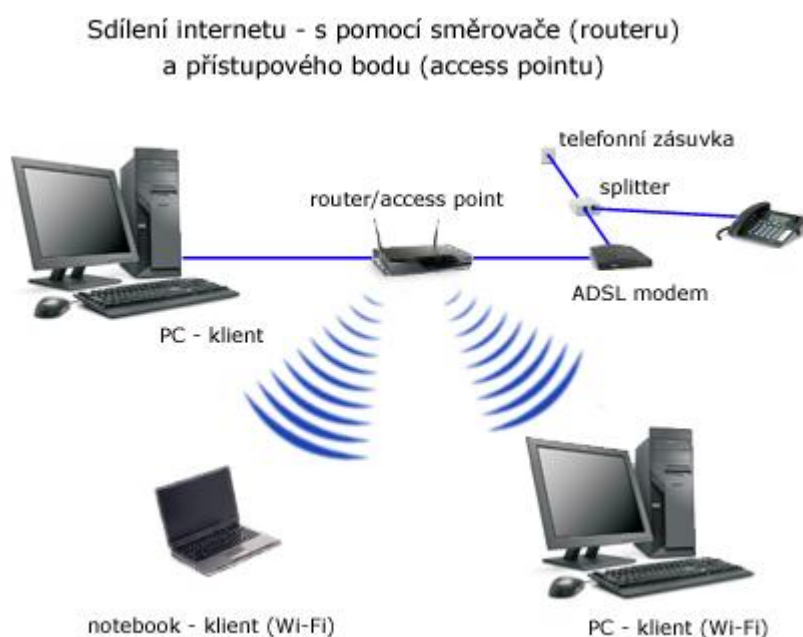 Sdílení internetu - s pomocí směrovače (routeru)
a přístupového bodu (access pointu)
telefonní zásuvka
splitter
router/access point
ADSL modem
PC - klient
notebook - klient (Wi-Fi)
PC - klient (Wi-Fi)